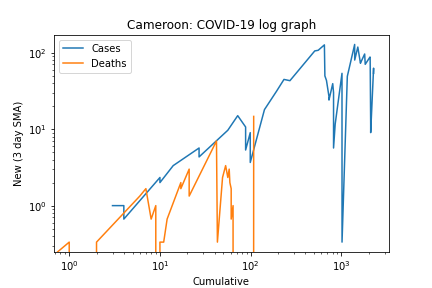 Cameroon: COVID-19 log graph
Cases
Deaths
New (3 day SMA)
10²
10¹
10⁰
10⁰ 10¹ 10² 10³
Cumulative